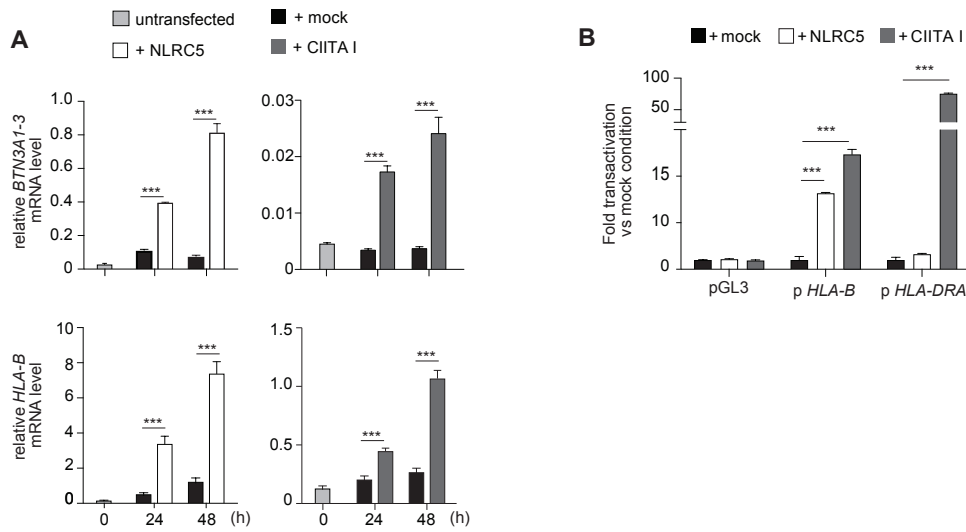 A
untransfected
+ mock
+ NLRC5
+ CIITA I
relative BTN3A1-3
mRNA level
1.0
0.8
0.6
0.4
0.2
0
***
***
0.03
0.02
0.01
0.00
***
***
relative HLA-B
mRNA level
10
8
6
4
2
0
***
***
0 24 48 (h)
1.5
1.0
0.5
0.0
***
***
0 24 48 (h)
B
+ mock + NLRC5 + CIITA I
Fold transactivation
vs mock condition
100
50
15
10
0
***
***
***
pGL3 p HLA-B p HLA-DRA